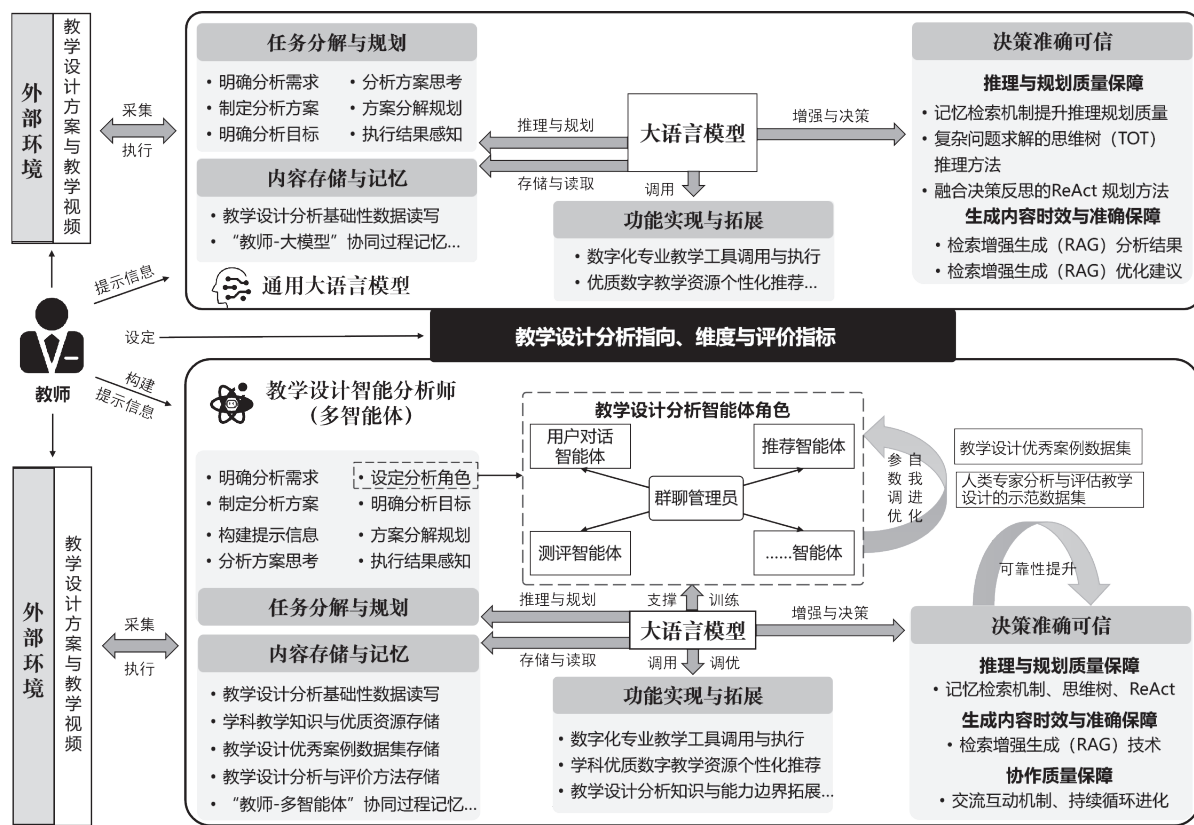 外部环境
教学设计方案与教学视频
采集
执行
任务分解与规划
• 明确分析需求
• 分析方案思考
• 制定分析方案
• 方案分解规划
• 明确分析目标
• 执行结果感知
内容存储与记忆
• 教学设计分析基础性数据读写
• “教师-大模型”协同过程记忆...
通用大语言模型
推理与规划
存储与读取
大语言模型
调用
增强与决策
功能实现与拓展
• 数字化专业教学工具调用与执行
• 优质数字教学资源个性化推荐...
决策准确可信
推理与规划质量保障
• 记忆检索机制提升推理规划质量
• 复杂问题求解的思维树（TOT）
推理方法
• 融合决策反思的ReAct 规划方法
生成内容时效与准确保障
• 检索增强生成（RAG）分析结果
• 检索增强生成（RAG）优化建议
提示信息
设定
教师
构建
提示信息
教学设计分析指向、维度与评价指标
外部环境
教学设计方案与教学视频
采集
执行
教学设计智能分析师
（多智能体）
• 明确分析需求
• 设定分析角色
• 制定分析方案
• 明确分析目标
• 构建提示信息
• 方案分解规划
• 分析方案思考
• 执行结果感知
任务分解与规划
内容存储与记忆
• 教学设计分析基础性数据读写
• 学科教学知识与优质资源存储
• 教学设计优秀案例数据集存储
• 教学设计分析与评价方法存储
• “教师-多智能体”协同过程记忆...
教学设计分析智能体角色
用户对话
智能体
推荐智能体
群聊管理员
测评智能体
......智能体
参数调优
自我进化
教学设计优秀案例数据集
人类专家分析与评估教学
设计的示范数据集
可靠性提升
推理与规划
存储与读取
支撑
训练
大语言模型
调用
调优
增强与决策
功能实现与拓展
• 数字化专业教学工具调用与执行
• 学科优质数字教学资源个性化推荐
• 教学设计分析知识与能力边界拓展...
决策准确可信
推理与规划质量保障
• 记忆检索机制、思维树、ReAct
生成内容时效与准确保障
• 检索增强生成（RAG）技术
协作质量保障
• 交流互动机制、持续循环进化